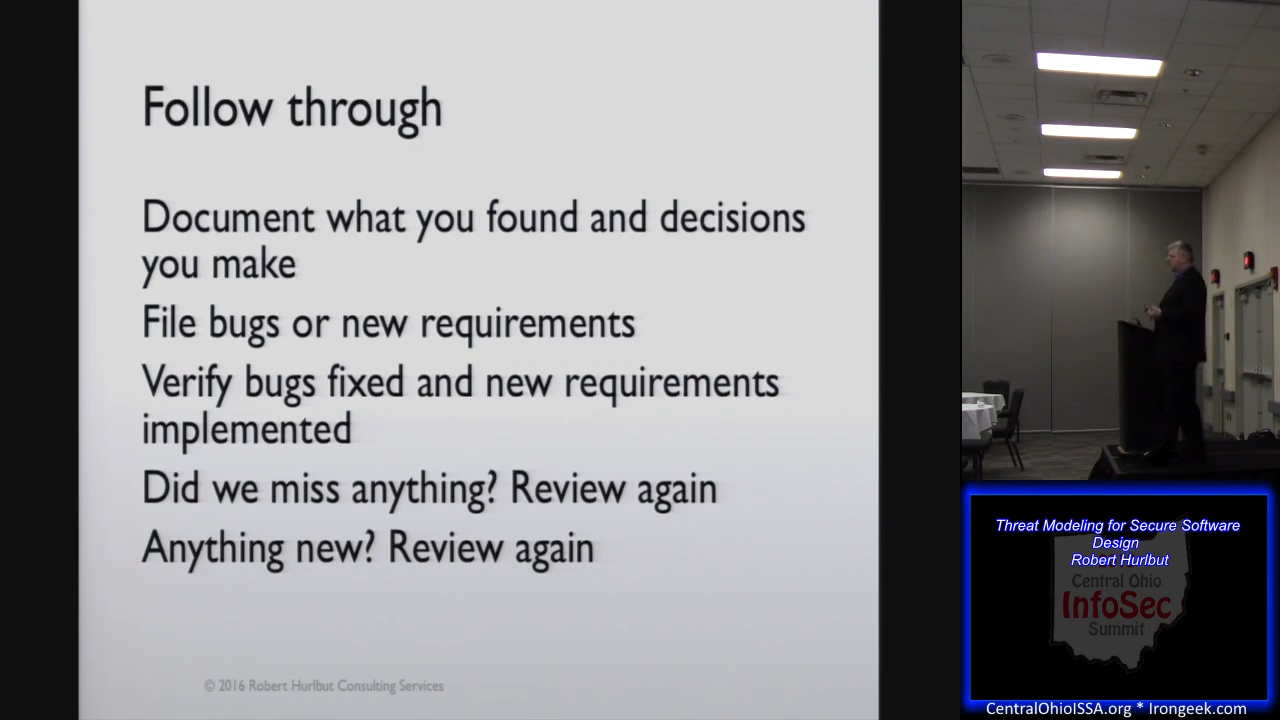 Follow through
Document what you found and decisions
you make
File bugs or new requirements
Verify bugs fixed and new requirements
implemented
Did we miss anything? Review again
Anything new? Review again
© 2016 Robert Hurlbut Consulting Services
Threat Modeling for Secure Software
Design
Robert Hurlbut
Central Ohio
InfoSec
Summit
CentralOhioISSA.org * Irongeek.com